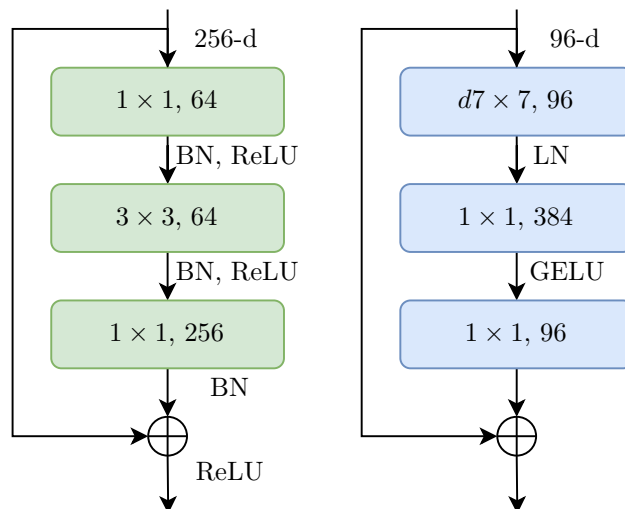 256-d
1 × 1, 64
BN, ReLU
3 × 3, 64
BN, ReLU
1 × 1, 256
BN
ReLU
96-d
d7 × 7, 96
LN
1 × 1, 384
GELU
1 × 1, 96